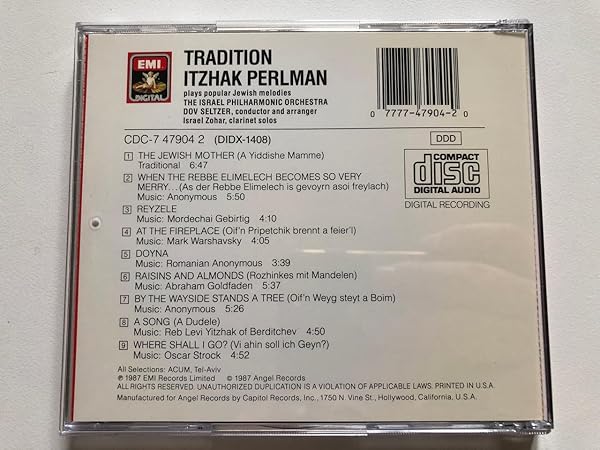 EMI
DIGITAL
TRADITION
ITZHAK PERLMAN
plays popular Jewish melodies
THE ISRAEL PHILHARMONIC ORCHESTRA
DOV SELTZER, conductor and arranger
Israel Zohar, clarinet solos
0 7777-47904-2 0
CDC-7 47904 2 (DIDX-1408)
DDD
1 THE JEWISH MOTHER (A Yiddishe Mamme)
Traditional 6:47
2 WHEN THE REBBE ELIMELECH BECOMES SO VERY
MERRY...(As der Rebbe Elimelech is gevoyrn asoi freylach)
Music: Anonymous 5:50
3 REYZELE
Music: Mordechai Gebirtig 4:10
4 AT THE FIREPLACE (Oif'n Pripetchik brennt a feier'l)
Music: Mark Warshavsky 4:05
5 DOYNA
Music: Romanian Anonymous 3:39
6 RAISINS AND ALMONDS (Rozhinkes mit Mandelen)
Music: Abraham Goldfaden 5:37
7 BY THE WAYSIDE STANDS A TREE (Oif'n Weyg steyt a Boim)
Music: Anonymous 5:26
8 A SONG (A Dudele)
Music: Reb Levi Yitzhak of Berditchev 4:50
9 WHERE SHALL I GO? (Vi ahin soll ich Geyn?)
Music: Oscar Strock 4:52
COMPACT
disc
DIGITAL AUDIO
DIGITAL RECORDING
All Selections: ACUM, Tel-Aviv
℗ 1987 EMI Records Limited © 1987 Angel Records
ALL RIGHTS RESERVED. UNAUTHORIZED DUPLICATION IS A VIOLATION OF APPLICABLE LAWS. PRINTED IN U.S.A.
Manufactured for Angel Records by Capitol Records, Inc., 1750 N. Vine St., Hollywood, California. U.S.A.